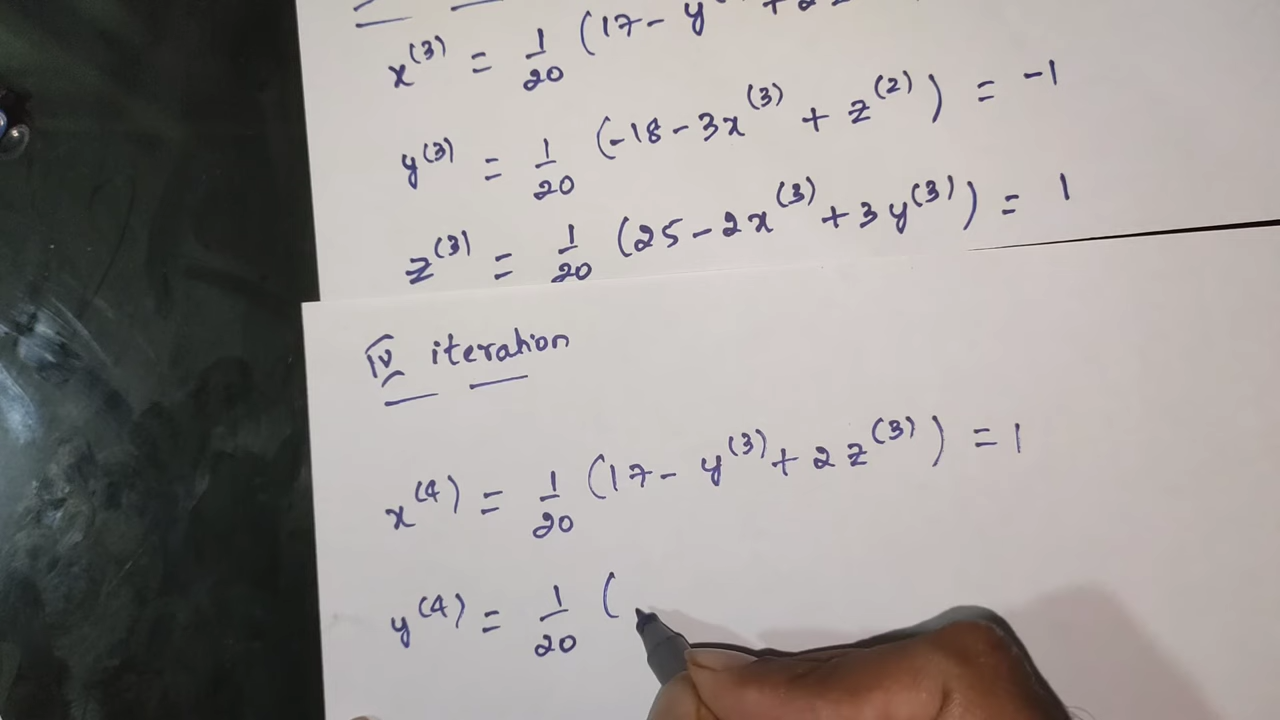 x⁽³⁾ = 1/20 (17 - y
y⁽³⁾ = 1/20 (-18 - 3x⁽³⁾ + z⁽²⁾) = -1
z⁽³⁾ = 1/20 (25 - 2x⁽³⁾ + 3y⁽³⁾) = 1
iv iteration
x⁽⁴⁾ = 1/20 (17 - y⁽³⁾ + 2z⁽³⁾) = 1
y⁽⁴⁾ = 1/20 (